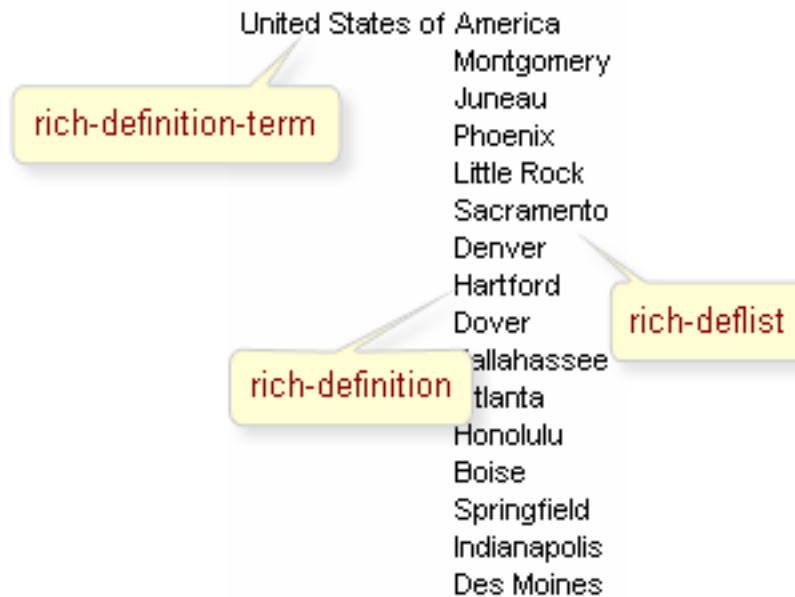 United States of America
Montgomery
rich-definition-term
Juneau
Phoenix
Little Rock
Sacramento
Denver
Hartford
rich-deflist
Dover
allahassee
rich-definition
tlanta
Honolulu
Boise
Springfield
Indianapolis
Des Moines